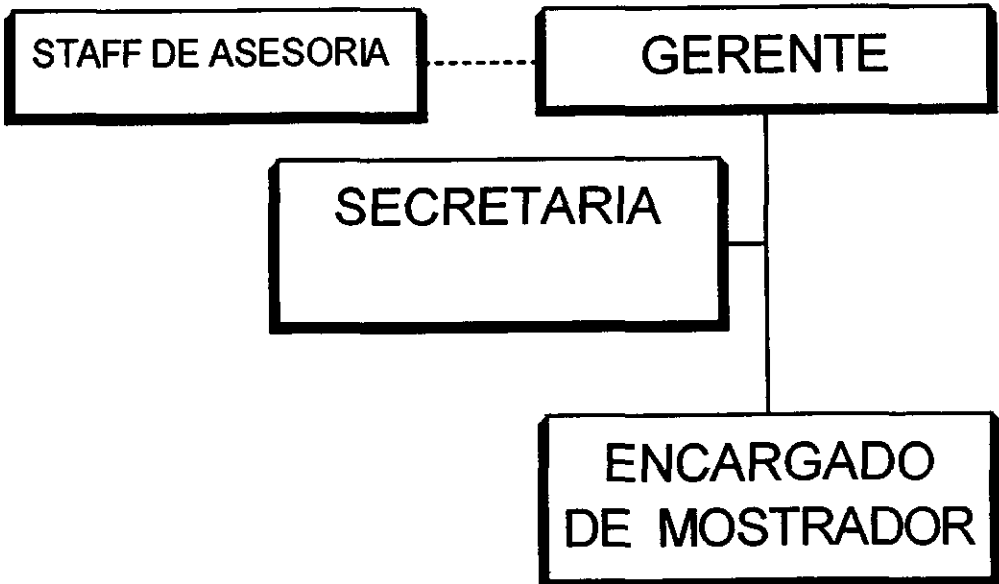 STAFF DE ASESORIA
GERENTE
SECRETARIA
ENCARGADO
DE MOSTRADOR